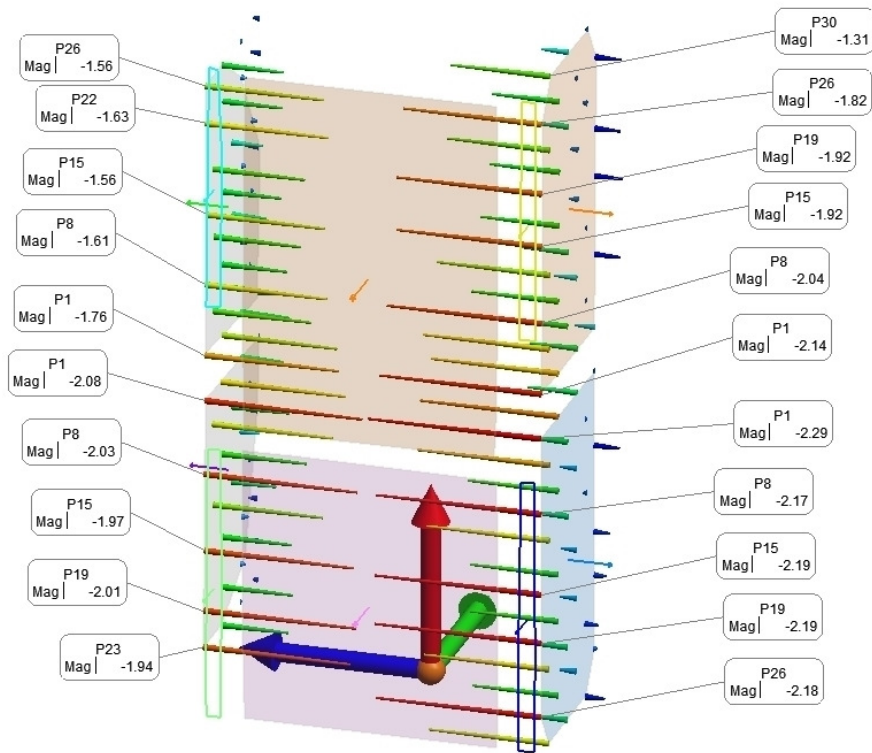 P26
Mag -1.56
P22
Mag -1.63
P15
Mag -1.56
P8
Mag -1.61
P1
Mag -1.76
P1
Mag -2.08
P8
Mag -2.03
P15
Mag -1.97
P19
Mag -2.01
P23
Mag -1.94
P30
Mag -1.31
P26
Mag -1.82
P19
Mag -1.92
P15
Mag -1.92
P8
Mag -2.04
P1
Mag -2.14
P1
Mag -2.29
P8
Mag -2.17
P15
Mag -2.19
P19
Mag -2.19
P26
Mag -2.18